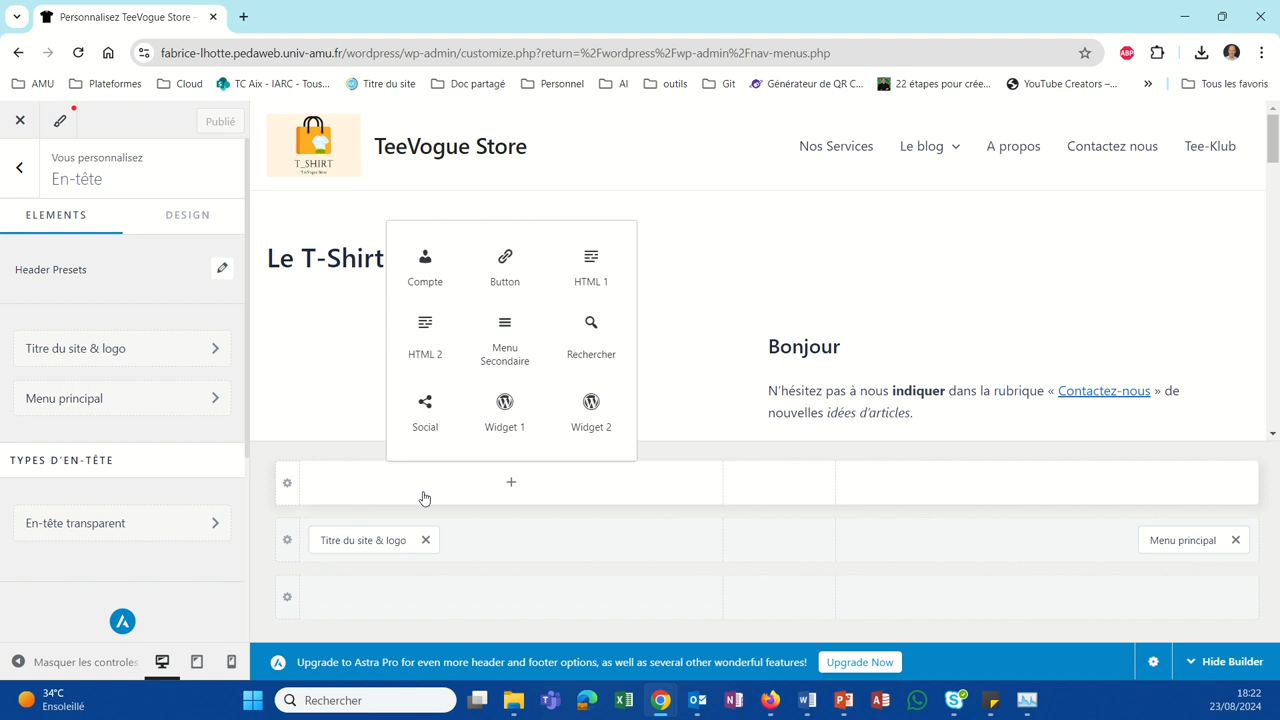 Personnalisez "TeeVogue Store –
fabrice-lhotte.pedaweb.univ-amu.fr/wordpress/wp-admin/customize.php?return=%2Fwordpress%2Fwp-admin%2Fnav-menus.php
ABP
AMU
Plateformes
Cloud
TC Aix - IARC - Tous...
Titre du site
Doc partagé
Personnel
AI
outils
Git
Générateur de QR C...
22 étapes pour crée...
YouTube Creators –...
»
Tous les favoris
Publié
Vous personnalisez
En-tête
ELEMENTS
DESIGN
Header Presets
Titre du site & logo
Menu principal
TYPES D'EN-TÊTE
En-tête transparent
Masquer les controles
T_SHIRT
TeeVogue Store
TeeVogue Store
Nos Services
Le blog
A propos
Contactez nous
Tee-Klub
Le T-Shirt
Compte
Button
HTML 1
HTML 2
Menu
Secondaire
Rechercher
Social
Widget 1
Widget 2
Bonjour
N'hésitez pas à nous indiquer dans la rubrique « Contactez-nous » de
nouvelles idées d'articles.
Titre du site & logo
Menu principal
Upgrade to Astra Pro for even more header and footer options, as well as several other wonderful features!
Upgrade Now
Hide Builder
34°C
Ensoleillé
Rechercher
18:22
23/08/2024